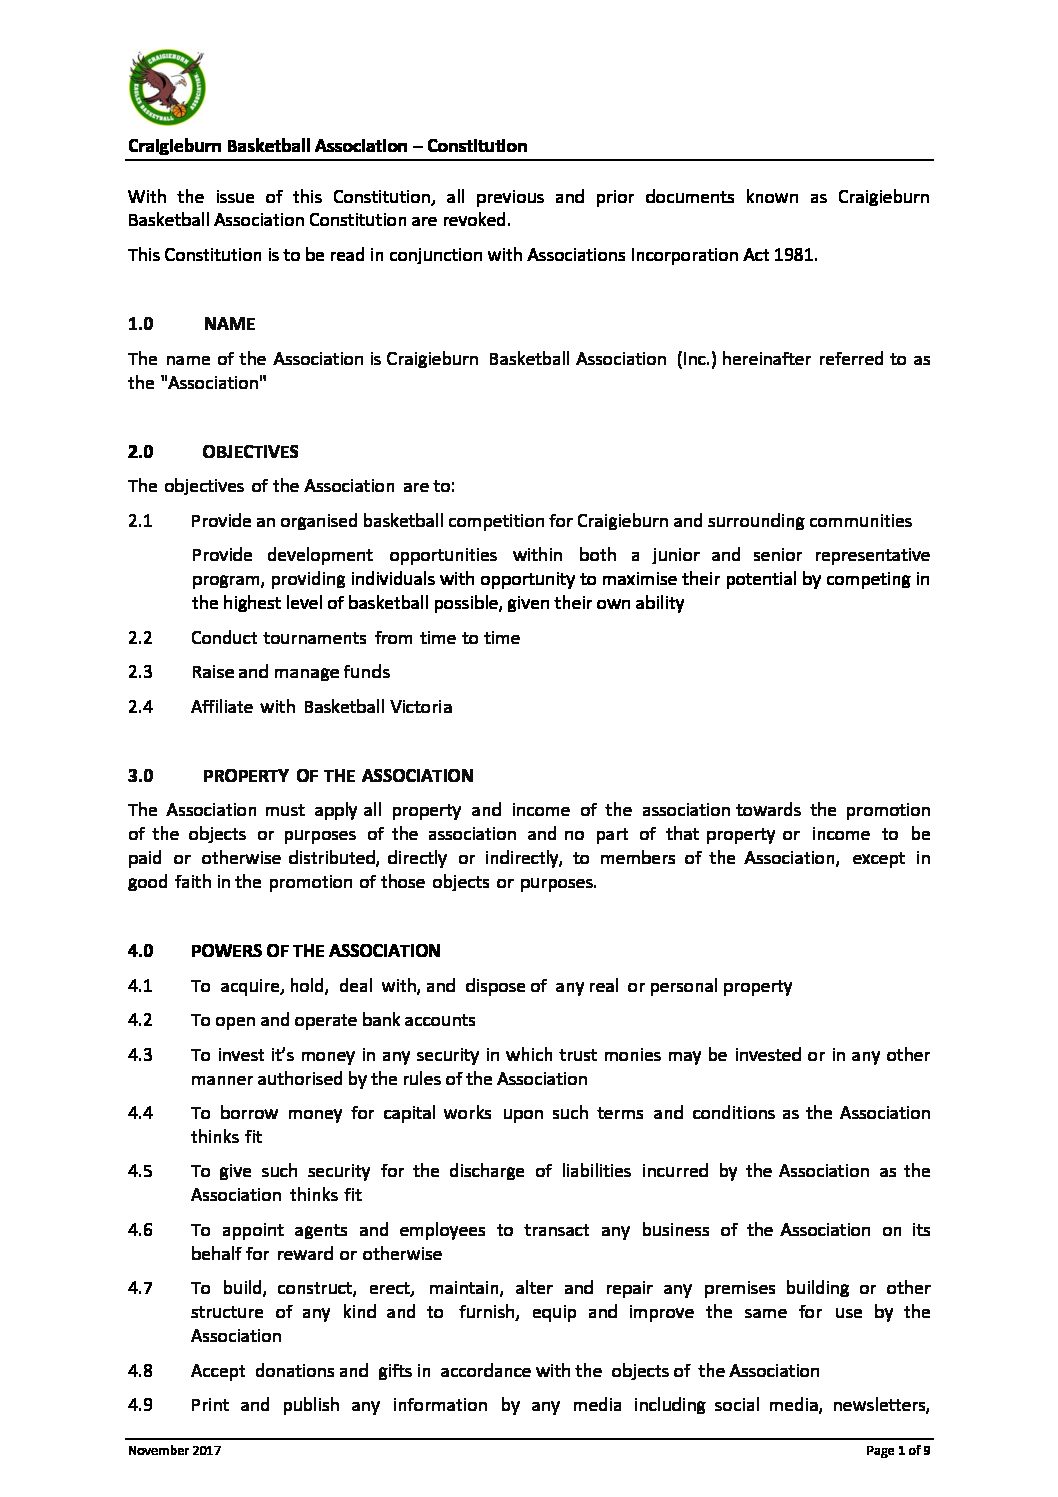 CRAIGIEBURN
EAGLES BASKETBALL ASSOCIATION
Craigieburn Basketball Association – Constitution
With the issue of this Constitution, all previous and prior documents known as Craigieburn
Basketball Association Constitution are revoked.
This Constitution is to be read in conjunction with Associations Incorporation Act 1981.
1.0 NAME
The name of the Association is Craigieburn Basketball Association (Inc.) hereinafter referred to as
the "Association"
2.0 OBJECTIVES
The objectives of the Association are to:
2.1 Provide an organised basketball competition for Craigieburn and surrounding communities
Provide development opportunities within both a junior and senior representative
program, providing individuals with opportunity to maximise their potential by competing in
the highest level of basketball possible, given their own ability
2.2 Conduct tournaments from time to time
2.3 Raise and manage funds
2.4 Affiliate with Basketball Victoria
3.0 PROPERTY OF THE ASSOCIATION
The Association must apply all property and income of the association towards the promotion
of the objects or purposes of the association and no part of that property or income to be
paid or otherwise distributed, directly or indirectly, to members of the Association, except in
good faith in the promotion of those objects or purposes.
4.0 POWERS OF THE ASSOCIATION
4.1 To acquire, hold, deal with, and dispose of any real or personal property
4.2 To open and operate bank accounts
4.3 To invest it's money in any security in which trust monies may be invested or in any other
manner authorised by the rules of the Association
4.4 To borrow money for capital works upon such terms and conditions as the Association
thinks fit
4.5 To give such security for the discharge of liabilities incurred by the Association as the
Association thinks fit
4.6 To appoint agents and employees to transact any business of the Association on its
behalf for reward or otherwise
4.7 To build, construct, erect, maintain, alter and repair any premises building or other
structure of any kind and to furnish, equip and improve the same for use by the
Association
4.8 Accept donations and gifts in accordance with the objects of the Association
4.9 Print and publish any information by any media including social media, newsletters,
November 2017 Page 1 of 9